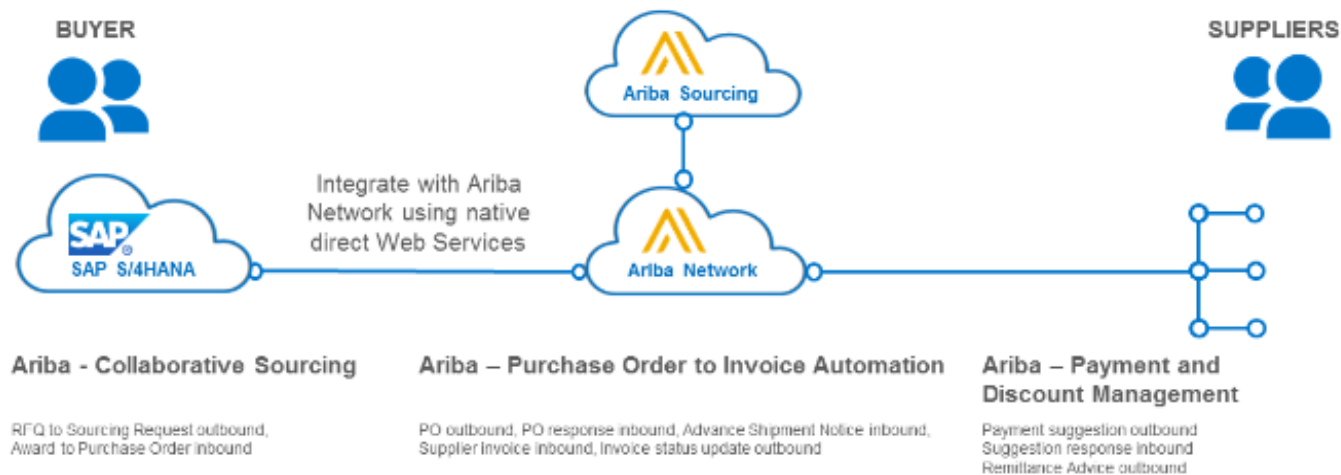 BUYER
SUPPLIERS
Ariba Sourcing
Integrate with Ariba
Network using native
direct Web Services
SAP
®
SAP S/4HANA
Ariba Network
Ariba - Collaborative Sourcing
RFQ to Sourcing Request outbound,
Award to Purchase Order inbound
Ariba – Purchase Order to Invoice Automation
PO outbound, PO response inbound, Advance Shipment Notice inbound,
Supplier invoice inbound, Invoice status update outbound
Ariba – Payment and
Discount Management
Payment suggestion outbound
Suggestion response inbound
Remittance Advice outbound